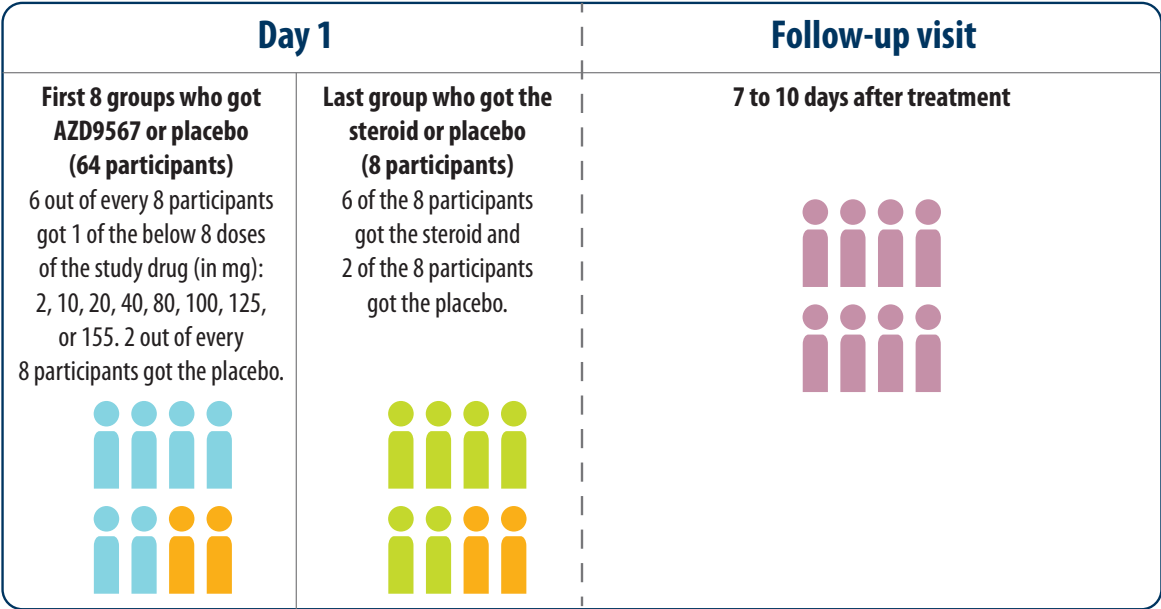 Day 1
Follow-up visit
First 8 groups who got
AZD9567 or placebo
(64 participants)
6 out of every 8 participants
got 1 of the below 8 doses
of the study drug (in mg):
2, 10, 20, 40, 80, 100, 125,
or 155. 2 out of every
8 participants got the placebo.
Last group who got the
steroid or placebo
(8 participants)
6 of the 8 participants
got the steroid and
2 of the 8 participants
got the placebo.
7 to 10 days after treatment